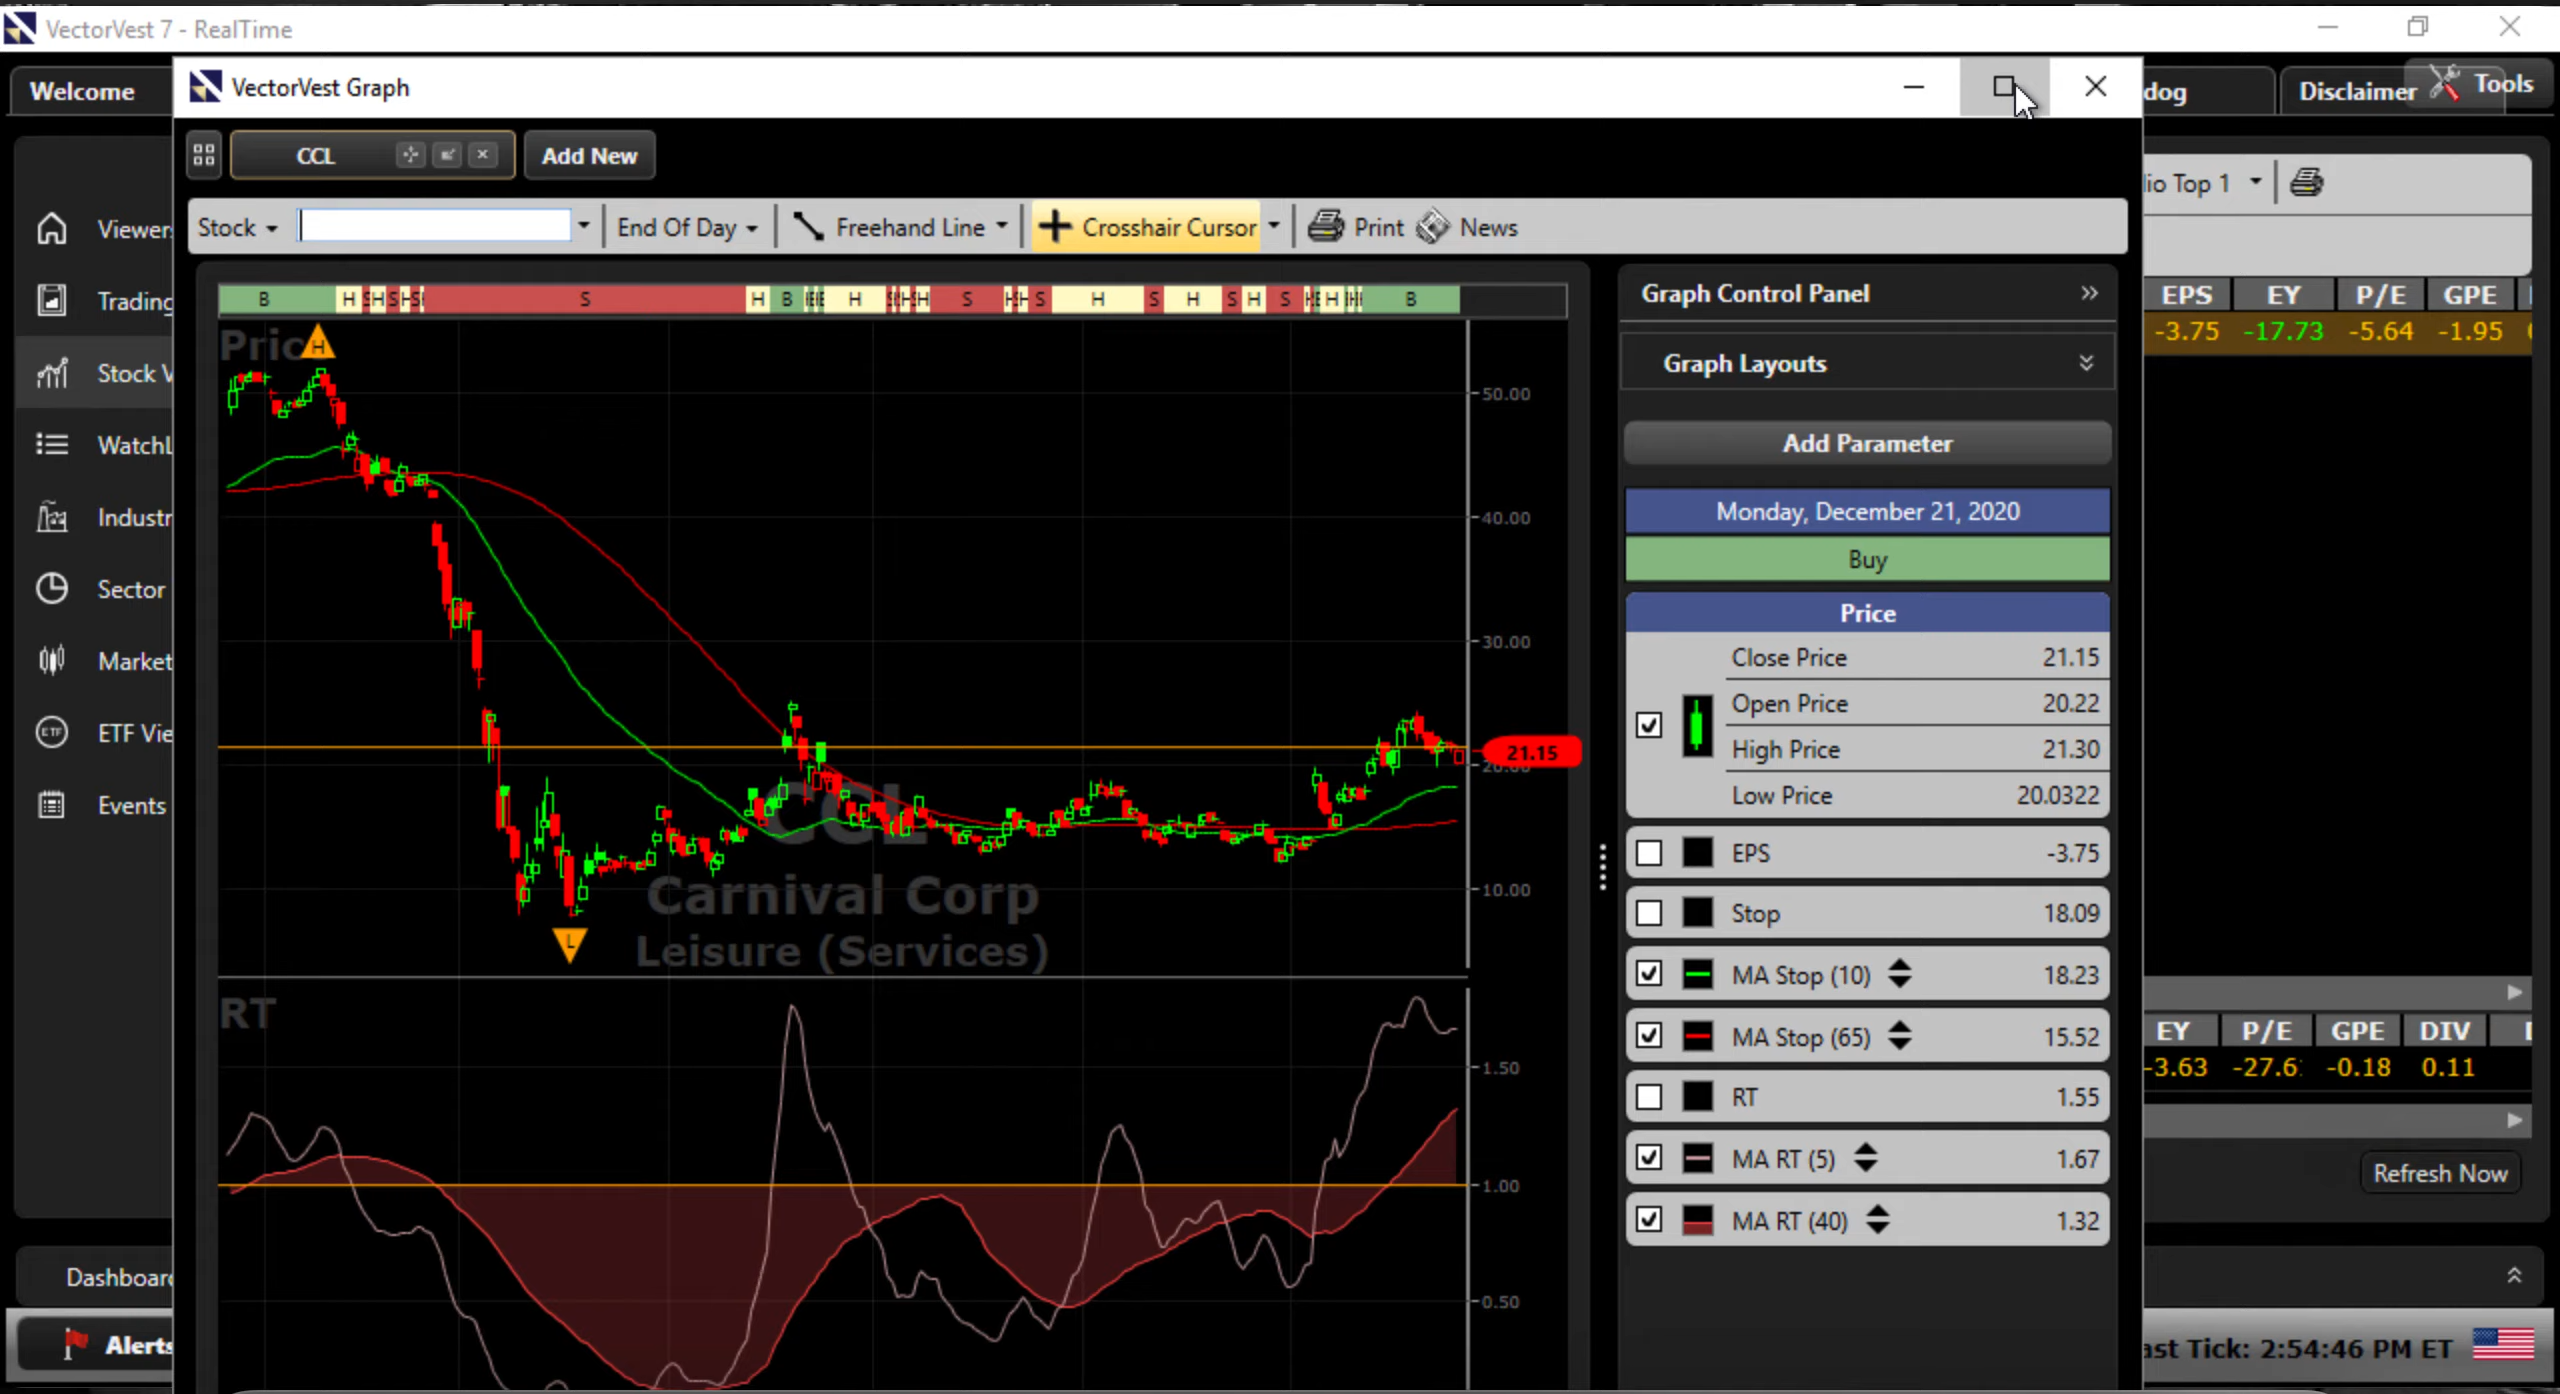 VectorVest 7 - RealTime
Welcome
VectorVest Graph
dog
Disclaimer
Tools
CCL
Add New
Stock
End Of Day
Freehand Line
Crosshair Cursor
Print
News
io Top 1
Viewers
Trading
Stock V
WatchL
Industr
Sector
Market
ETF
ETF Vie
Events
B H S H S H S S H B H S H H S H S H S H S H S H B
Price
H
50.00
40.00
30.00
20.00
21.15
10.00
CCL
Carnival Corp
Leisure (Services)
L
RT
1.50
1.00
0.50
Graph Control Panel
Graph Layouts
Add Parameter
Monday, December 21, 2020
Buy
Price
Close Price 21.15
Open Price 20.22
High Price 21.30
Low Price 20.0322
EPS -3.75
Stop 18.09
MA Stop (10) 18.23
MA Stop (65) 15.52
RT 1.55
MA RT (5) 1.67
MA RT (40) 1.32
EPS EY P/E GPE
-3.75 -17.73 -5.64 -1.95
EY P/E GPE DIV
-3.63 -27.6 -0.18 0.11
Refresh Now
Dashboard
Alerts
ast Tick: 2:54:46 PM ET